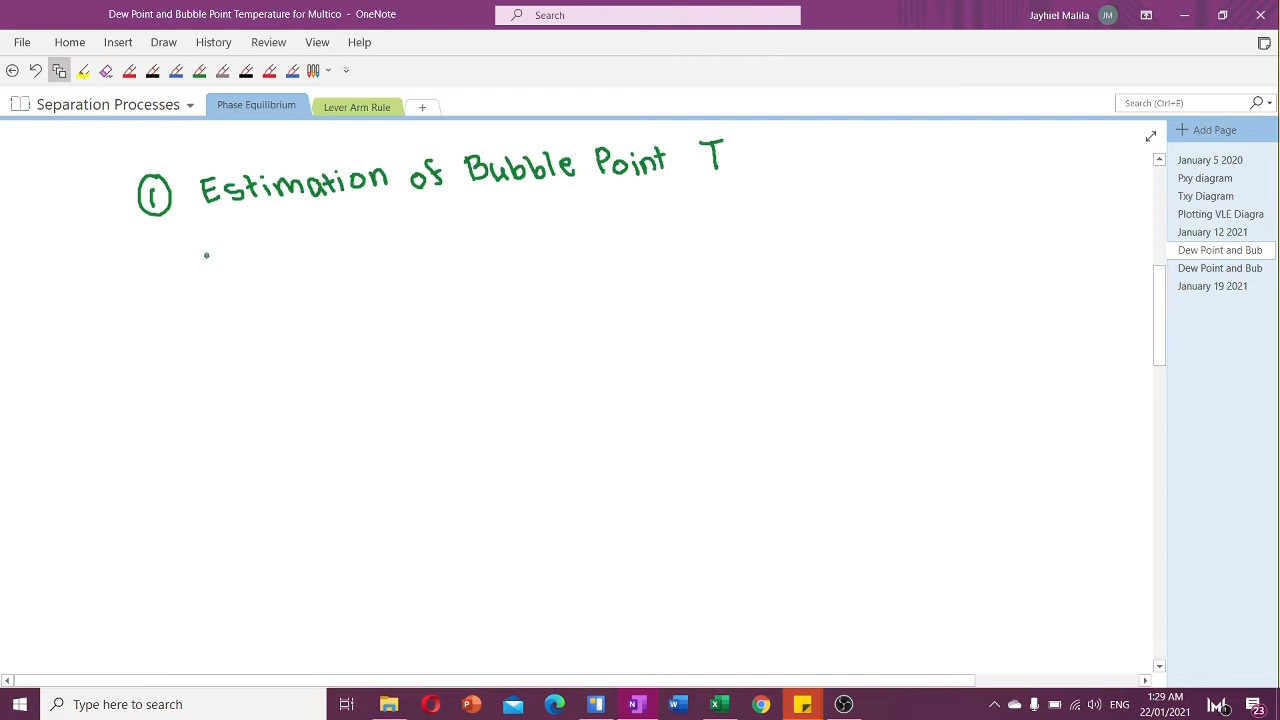 Dew Point and Bubble Point Temperature for Multico - OneNote
Search
Jayhiel Malila
JM
File Home Insert Draw History Review View Help
Separation Processes
Phase Equilibrium
Lever Arm Rule
Search (Ctrl+E)
Add Page
January 5 2020
Pxy diagram
Txy Diagram
Plotting VLE Diagra
January 12 2021
Dew Point and Bub
Dew Point and Bub
January 19 2021
① Estimation of Bubble Point T
Type here to search
ENG
1:29 AM
22/01/2021
23